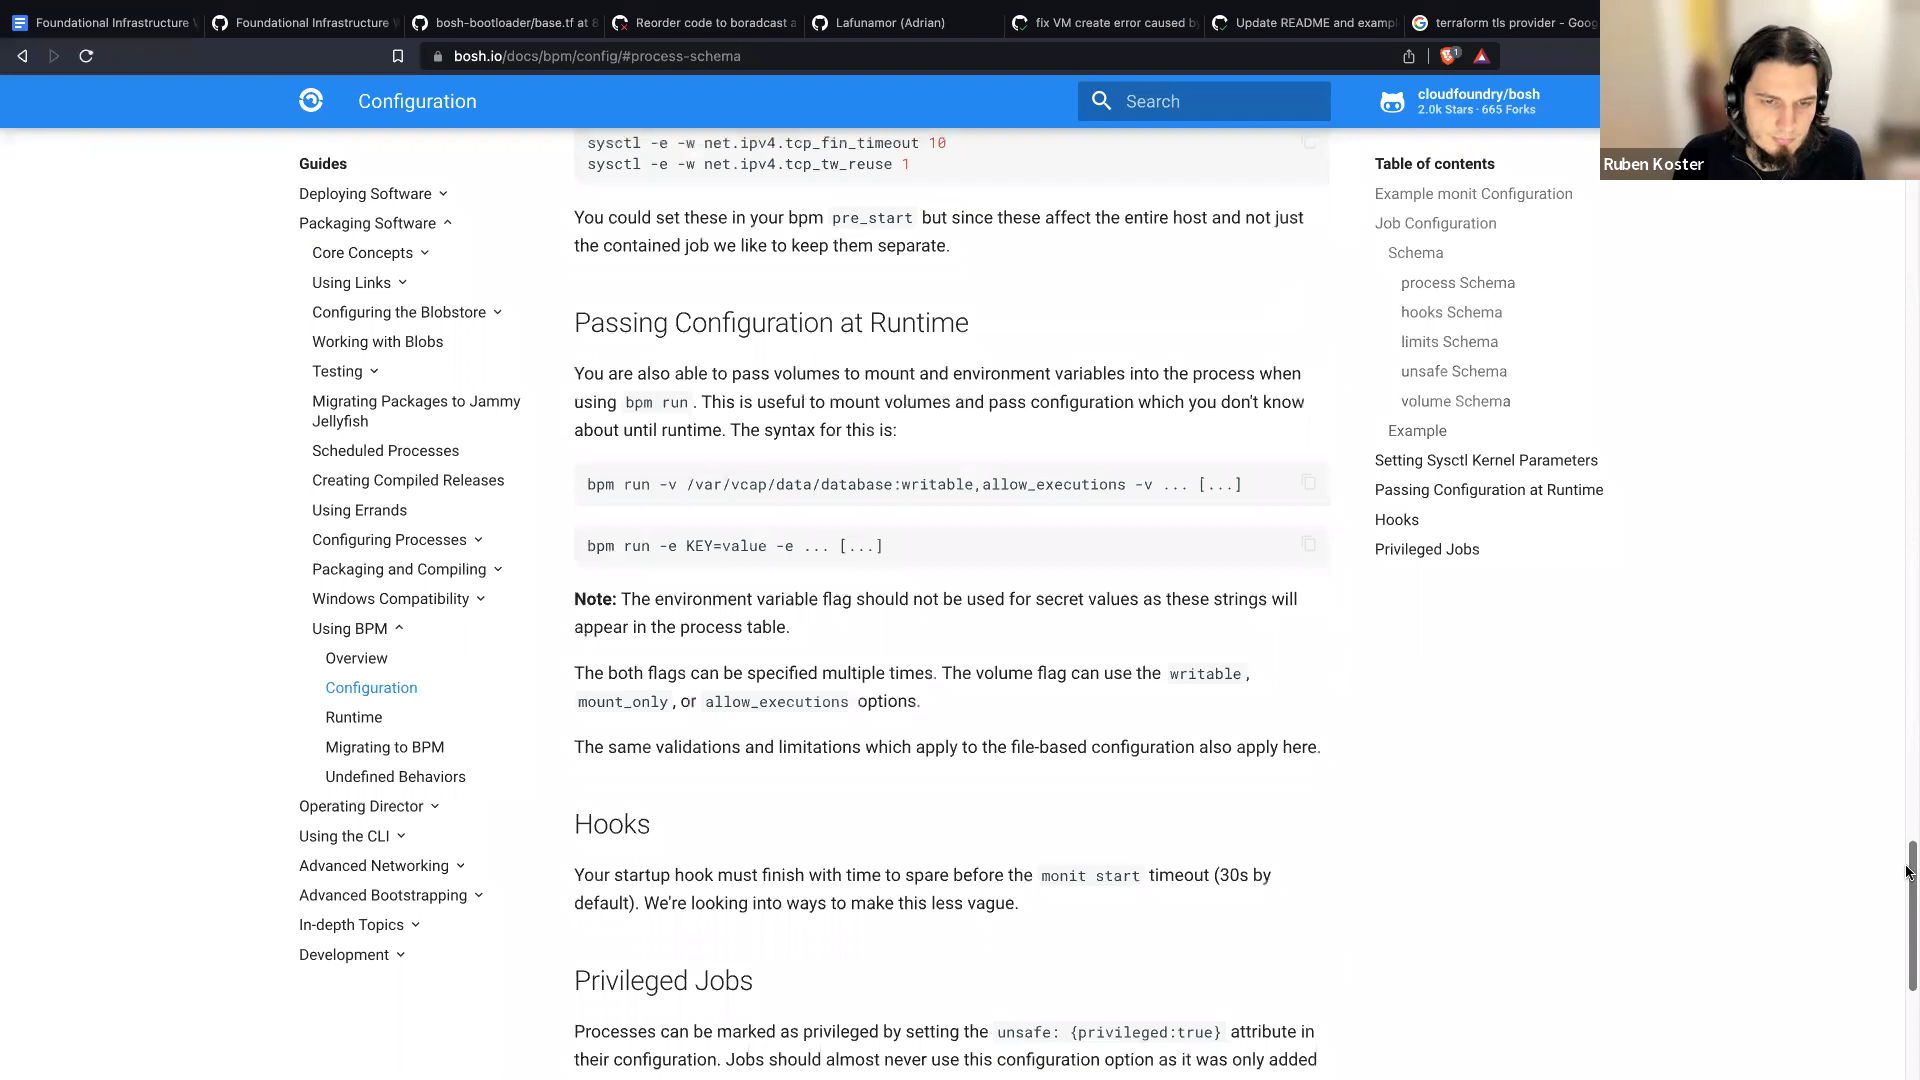 Foundational Infrastructure
Foundational Infrastructure
bosh-bootloader/base.tf at
Reorder code to boradcast a
Lafunamor (Adrian)
fix VM create error caused by
Update README and exampl
terraform tls provider - Goog
bosh.io/docs/bpm/config/#process-schema
1
Configuration
Search
cloudfoundry/bosh
2.0k Stars · 665 Forks
Ruben Koster
Guides
Deploying Software
Packaging Software
Core Concepts
Using Links
Configuring the Blobstore
Working with Blobs
Testing
Migrating Packages to Jammy
Jellyfish
Scheduled Processes
Creating Compiled Releases
Using Errands
Configuring Processes
Packaging and Compiling
Windows Compatibility
Using BPM
Overview
Configuration
Runtime
Migrating to BPM
Undefined Behaviors
Operating Director
Using the CLI
Advanced Networking
Advanced Bootstrapping
In-depth Topics
Development
sysctl -e -w net.ipv4.tcp_fin_timeout 10
sysctl -e -w net.ipv4.tcp_tw_reuse 1
You could set these in your bpm pre_start but since these affect the entire host and not just
the contained job we like to keep them separate.
Passing Configuration at Runtime
You are also able to pass volumes to mount and environment variables into the process when
using bpm run. This is useful to mount volumes and pass configuration which you don't know
about until runtime. The syntax for this is:
bpm run -v /var/vcap/data/database:writable,allow_executions -v ... [...]
bpm run -e KEY=value -e ... [...]
Note: The environment variable flag should not be used for secret values as these strings will
appear in the process table.
The both flags can be specified multiple times. The volume flag can use the writable,
mount_only, or allow_executions options.
The same validations and limitations which apply to the file-based configuration also apply here.
Hooks
Your startup hook must finish with time to spare before the monit start timeout (30s by
default). We're looking into ways to make this less vague.
Privileged Jobs
Processes can be marked as privileged by setting the unsafe: {privileged:true} attribute in
their configuration. Jobs should almost never use this configuration option as it was only added
Table of contents
Example monit Configuration
Job Configuration
Schema
process Schema
hooks Schema
limits Schema
unsafe Schema
volume Schema
Example
Setting Sysctl Kernel Parameters
Passing Configuration at Runtime
Hooks
Privileged Jobs